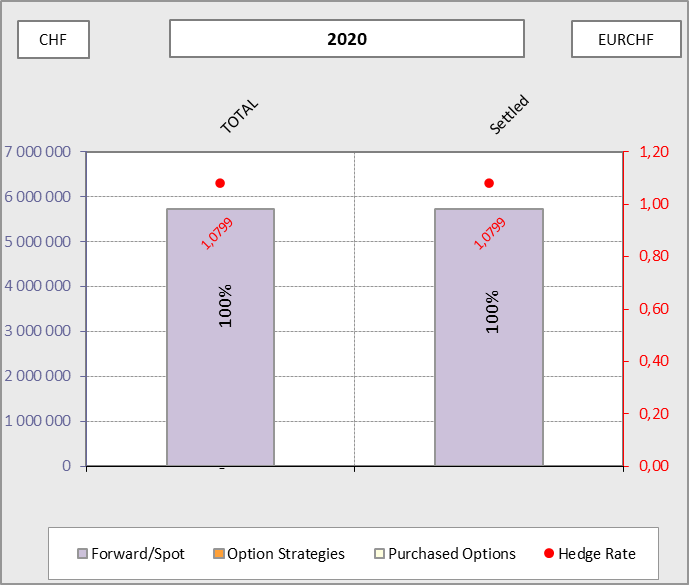 CHF
2020
EURCHF
TOTAL
Settled
7 000 000
6 000 000
5 000 000
4 000 000
3 000 000
2 000 000
1 000 000
0
1,20
1,00
0,80
0,60
0,40
0,20
0,00
1,0799
100%
1,0799
100%
-
Forward/Spot Option Strategies Purchased Options Hedge Rate